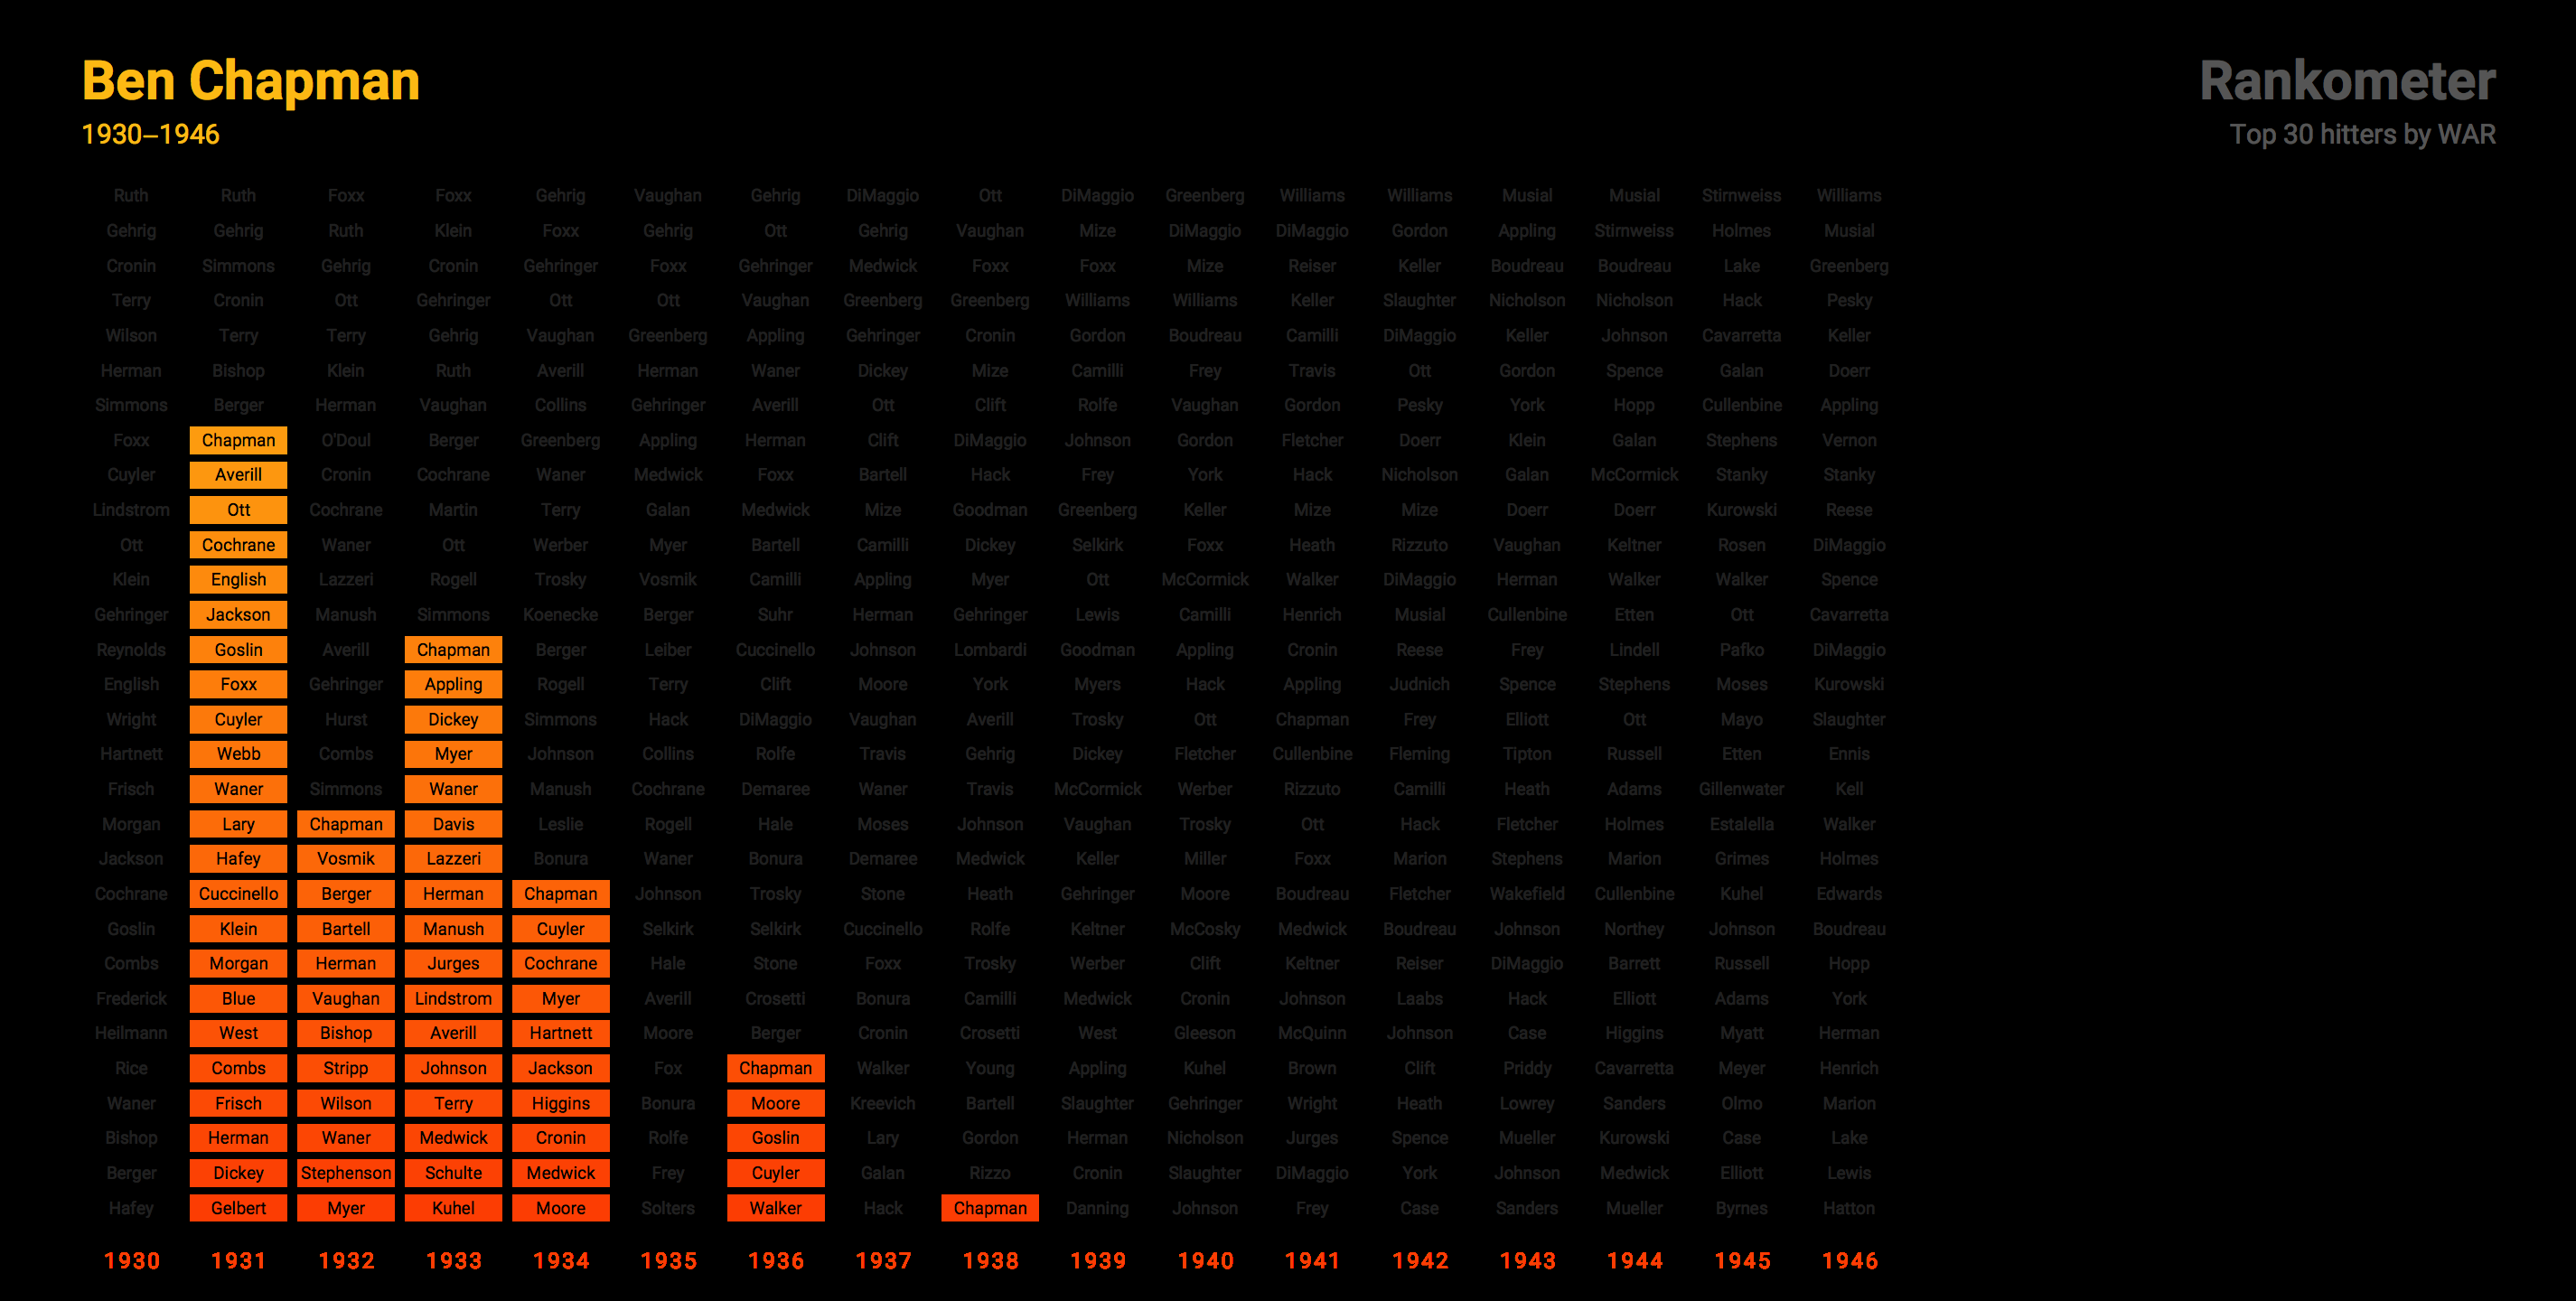 Ben Chapman
1930–1946
Rankometer
Top 30 hitters by WAR
Ruth Ruth Foxx Foxx Gehrig Vaughan Gehrig DiMaggio Ott DiMaggio Greenberg Williams Williams Musial Musial Stirnweiss Williams
Gehrig Gehrig Ruth Klein Foxx Gehrig Ott Gehrig Vaughan Mize DiMaggio DiMaggio Gordon Appling Stirnweiss Holmes Musial
Cronin Simmons Gehrig Cronin Gehringer Foxx Gehringer Medwick Foxx Foxx Mize Reiser Keller Boudreau Boudreau Lake Greenberg
Terry Cronin Ott Gehringer Ott Ott Vaughan Greenberg Greenberg Williams Williams Keller Slaughter Nicholson Nicholson Hack Pesky
Wilson Terry Terry Gehrig Vaughan Greenberg Appling Gehringer Cronin Gordon Boudreau Camilli DiMaggio Keller Johnson Cavarretta Keller
Herman Bishop Klein Ruth Averill Herman Waner Dickey Mize Camilli Frey Travis Ott Gordon Spence Galan Doerr
Simmons Berger Herman Vaughan Collins Gehringer Averill Ott Clift Rolfe Vaughan Gordon Pesky York Hopp Cullenbine Appling
Foxx Chapman O'Doul Berger Greenberg Appling Herman Clift DiMaggio Johnson Gordon Fletcher Doerr Klein Galan Stephens Vernon
Cuyler Averill Cronin Cochrane Waner Medwick Foxx Bartell Hack Frey York Hack Nicholson Galan McCormick Stanky Stanky
Lindstrom Ott Cochrane Martin Terry Galan Medwick Mize Goodman Greenberg Keller Mize Mize Doerr Doerr Kurowski Reese
Ott Cochrane Waner Ott Werber Myer Bartell Camilli Dickey Selkirk Foxx Heath Rizzuto Vaughan Keltner Rosen DiMaggio
Klein English Lazzeri Rogell Trosky Vosmik Camilli Appling Myer Ott McCormick Walker DiMaggio Herman Walker Walker Spence
Gehringer Jackson Manush Simmons Koenecke Berger Suhr Herman Gehringer Lewis Camilli Henrich Musial Cullenbine Etten Ott Cavarretta
Reynolds Goslin Averill Chapman Berger Leiber Cuccinello Johnson Lombardi Goodman Appling Cronin Reese Frey Lindell Pafko DiMaggio
English Foxx Gehringer Appling Rogell Terry Clift Moore York Myers Hack Appling Judnich Spence Stephens Moses Kurowski
Wright Cuyler Hurst Dickey Simmons Hack DiMaggio Vaughan Averill Trosky Ott Chapman Frey Elliott Ott Mayo Slaughter
Hartnett Webb Combs Myer Johnson Collins Rolfe Travis Gehrig Dickey Fletcher Cullenbine Fleming Tipton Russell Etten Ennis
Frisch Waner Simmons Waner Manush Cochrane Demaree Waner Travis McCormick Werber Rizzuto Camilli Heath Adams Gillenwater Kell
Morgan Lary Chapman Davis Leslie Rogell Hale Moses Johnson Vaughan Trosky Ott Hack Fletcher Holmes Estalella Walker
Jackson Hafey Vosmik Lazzeri Bonura Waner Bonura Demaree Medwick Keller Miller Foxx Marion Stephens Marion Grimes Holmes
Cochrane Cuccinello Berger Herman Chapman Johnson Trosky Stone Heath Gehringer Moore Boudreau Fletcher Wakefield Cullenbine Kuhel Edwards
Goslin Klein Bartell Manush Cuyler Selkirk Selkirk Cuccinello Rolfe Keltner McCosky Medwick Boudreau Johnson Northey Johnson Boudreau
Combs Morgan Herman Jurges Cochrane Hale Stone Foxx Trosky Werber Clift Keltner Reiser DiMaggio Barrett Russell Hopp
Frederick Blue Vaughan Lindstrom Myer Averill Crosetti Bonura Camilli Medwick Cronin Johnson Laabs Hack Elliott Adams York
Heilmann West Bishop Averill Hartnett Moore Berger Cronin Crosetti West Gleeson McQuinn Johnson Case Higgins Myatt Herman
Rice Combs Stripp Johnson Jackson Fox Chapman Walker Young Appling Kuhel Brown Clift Priddy Cavarretta Meyer Henrich
Waner Frisch Wilson Terry Higgins Bonura Moore Kreevich Bartell Slaughter Gehringer Wright Heath Lowrey Sanders Olmo Marion
Bishop Herman Waner Medwick Cronin Rolfe Goslin Lary Gordon Herman Nicholson Jurges Spence Mueller Kurowski Case Lake
Berger Dickey Stephenson Schulte Medwick Frey Cuyler Galan Rizzo Cronin Slaughter DiMaggio York Johnson Medwick Elliott Lewis
Hafey Gelbert Myer Kuhel Moore Solters Walker Hack Chapman Danning Johnson Frey Case Sanders Mueller Byrnes Hatton
1930 1931 1932 1933 1934 1935 1936 1937 1938 1939 1940 1941 1942 1943 1944 1945 1946